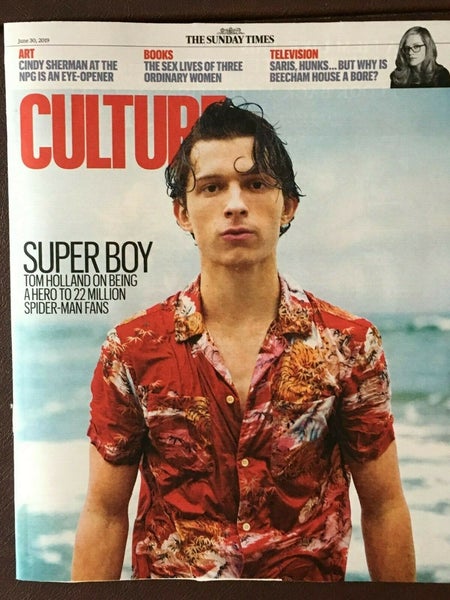 June 30, 2019
THE SUNDAY TIMES
ART
CINDY SHERMAN AT THE
NPG IS AN EYE-OPENER
BOOKS
THE SEX LIVES OF THREE
ORDINARY WOMEN
TELEVISION
SARIS, HUNKS... BUT WHY IS
BEECHAM HOUSE A BORE?
CULTURE
SUPER BOY
TOM HOLLAND ON BEING
A HERO TO 22 MILLION
SPIDER-MAN FANS